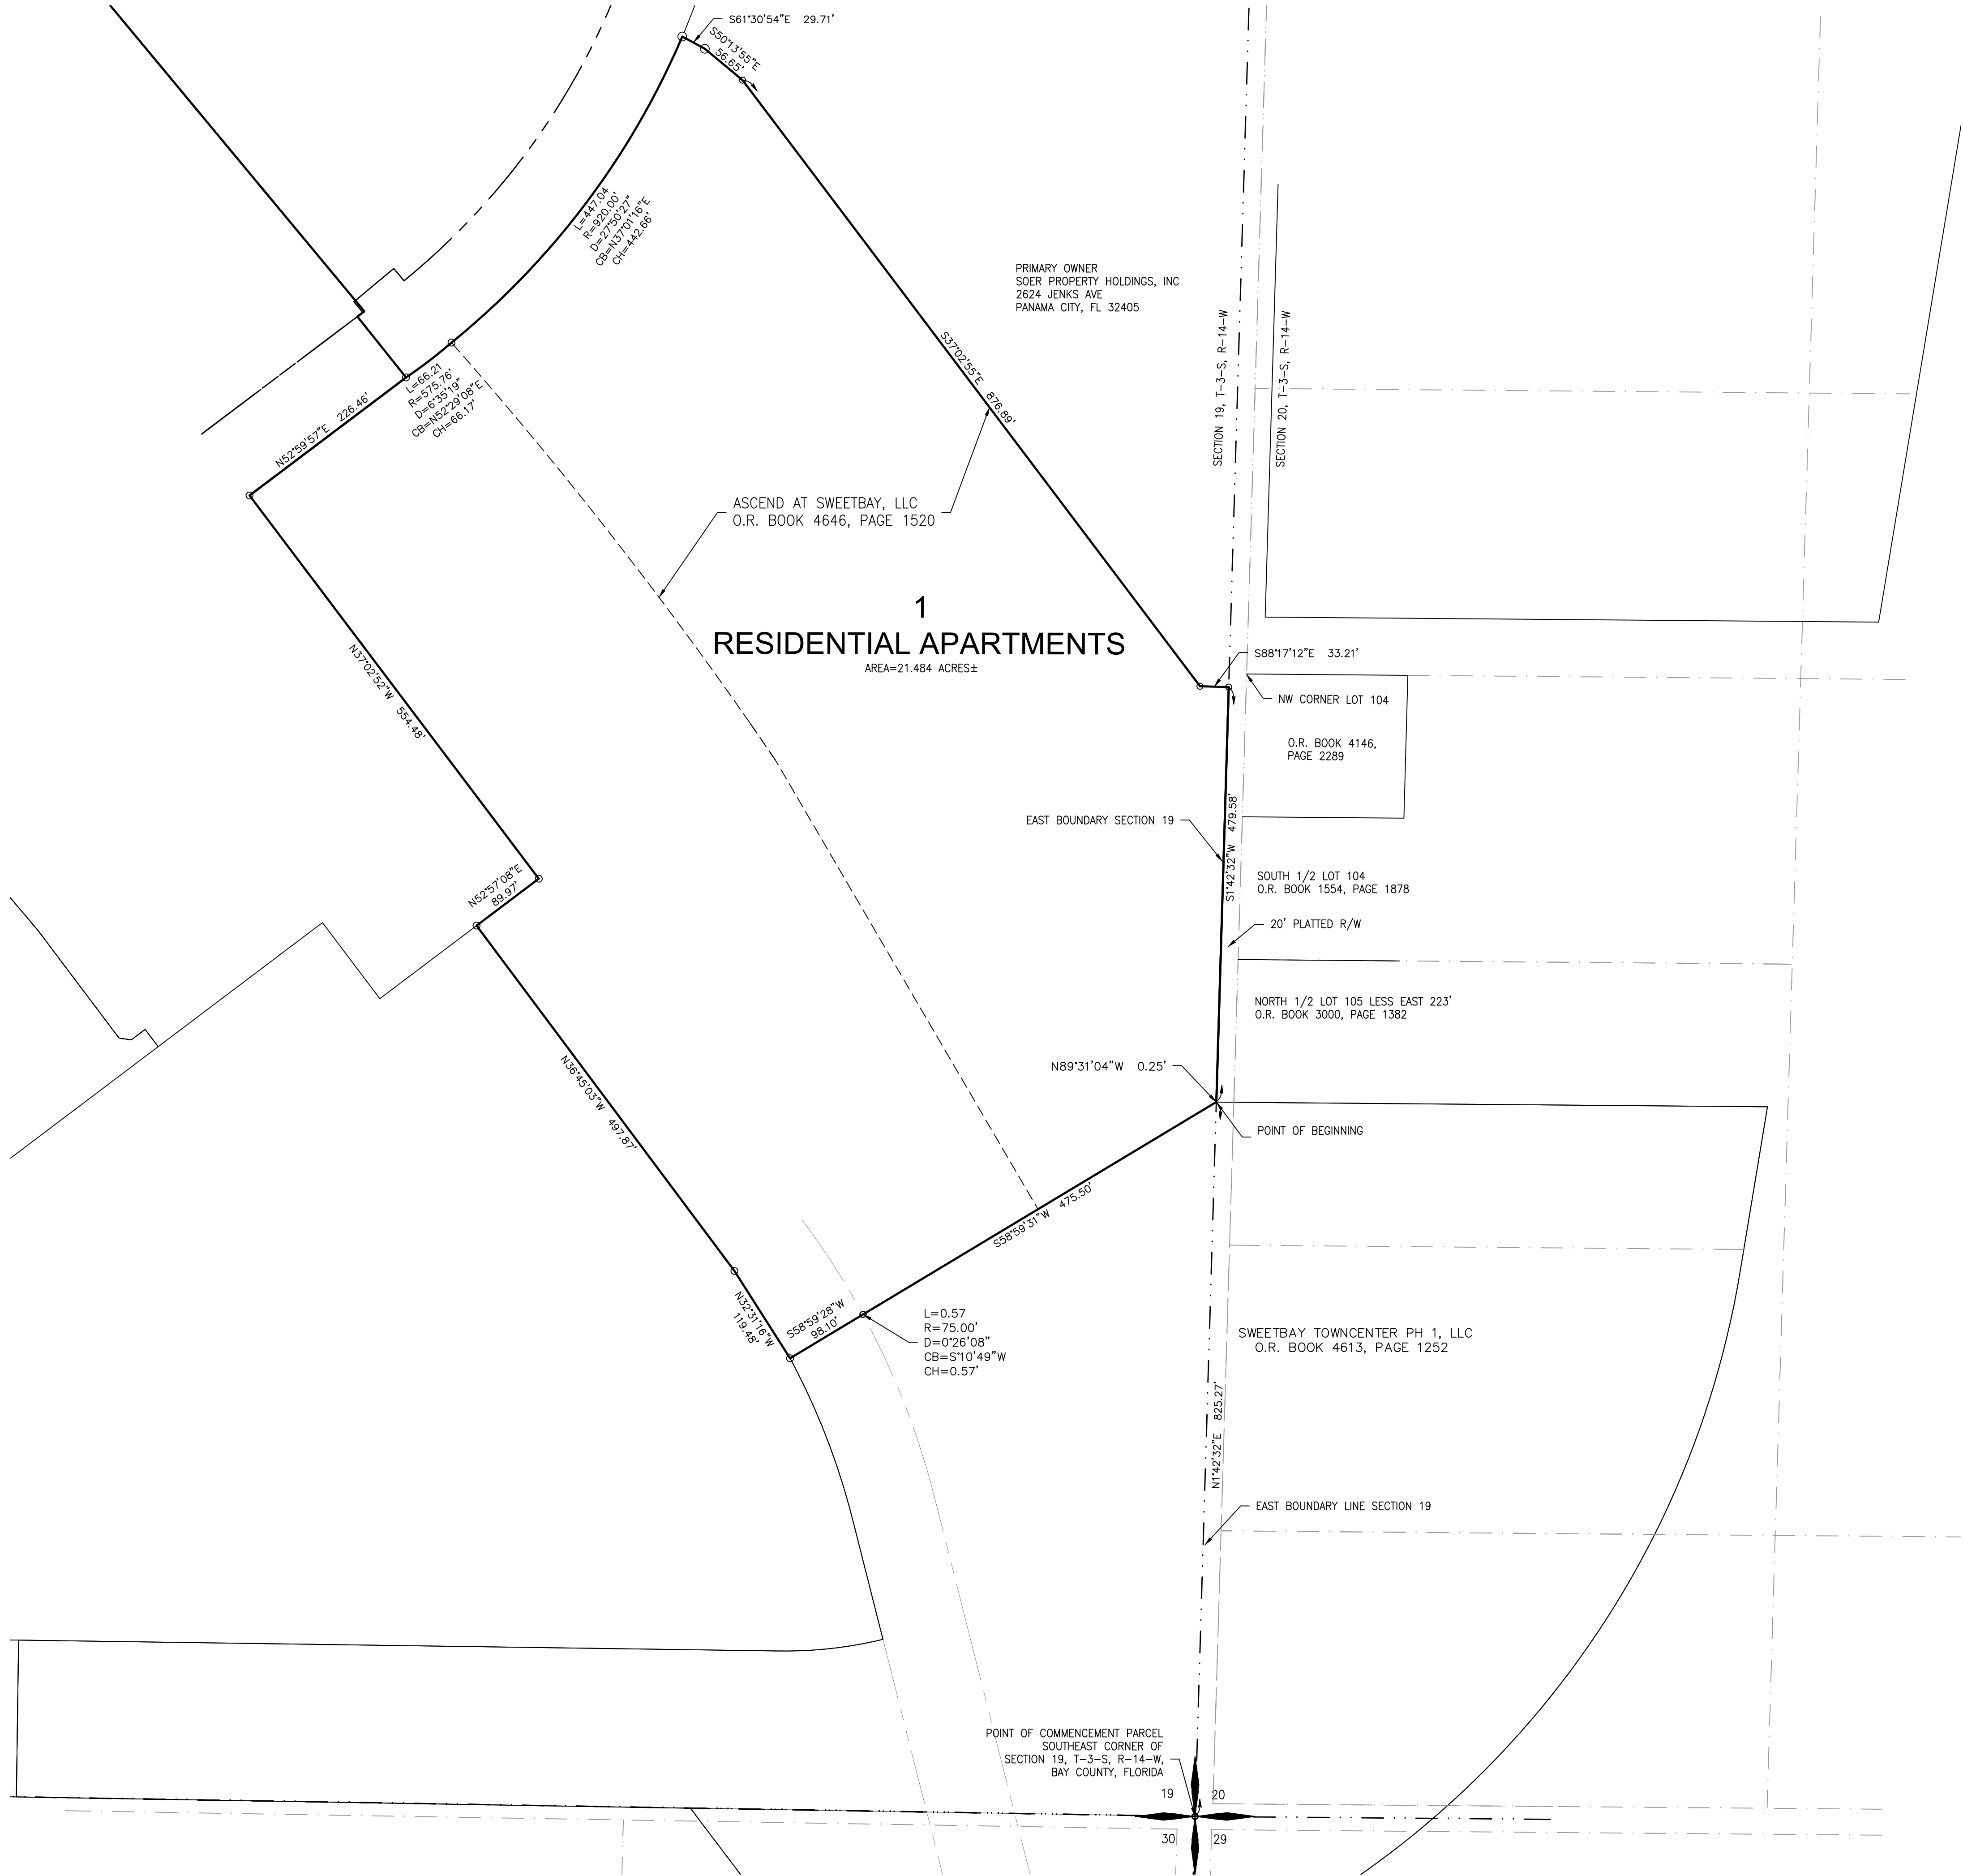 S61°30'54"E 29.71'
S50°13'55"E
56.65'
L=447.04
R=920.00'
D=27°50'27"
CB=N37°01'16"E
CH=442.66'
PRIMARY OWNER
SOER PROPERTY HOLDINGS, INC
2624 JENKS AVE
PANAMA CITY, FL 32405
SECTION 19, T-3-S, R-14-W
SECTION 20, T-3-S, R-14-W
S37°02'55"E 876.89'
L=66.21
R=575.76'
D=6°35'19"
CB=N52°29'08"E
CH=66.17'
N52°59'57"E 226.46'
ASCEND AT SWEETBAY, LLC
O.R. BOOK 4646, PAGE 1520
1
RESIDENTIAL APARTMENTS
AREA=21.484 ACRES±
S88°17'12"E 33.21'
NW CORNER LOT 104
O.R. BOOK 4146,
PAGE 2289
N37°02'52"W 554.48'
EAST BOUNDARY SECTION 19
S1°42'32"W 479.58'
SOUTH 1/2 LOT 104
O.R. BOOK 1554, PAGE 1878
N52°57'08"E
89.97'
20' PLATTED R/W
NORTH 1/2 LOT 105 LESS EAST 223'
O.R. BOOK 3000, PAGE 1382
N89°31'04"W 0.25'
N36°45'03"W 497.87'
POINT OF BEGINNING
S58°59'31"W 475.50'
N32°31'16"W
119.48'
S58°59'28"W
98.10'
L=0.57
R=75.00'
D=0°26'08"
CB=S°10'49"W
CH=0.57'
SWEETBAY TOWNCENTER PH 1, LLC
O.R. BOOK 4613, PAGE 1252
N1°42'32"E 825.27'
EAST BOUNDARY LINE SECTION 19
POINT OF COMMENCEMENT PARCEL
SOUTHEAST CORNER OF
SECTION 19, T-3-S, R-14-W,
BAY COUNTY, FLORIDA
19 20
30 29